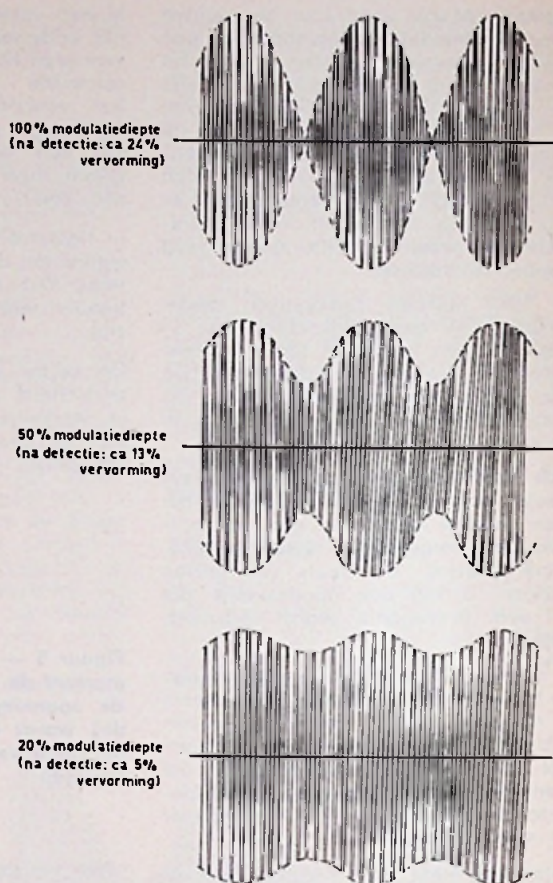 100% modulatiediepte
(na detectie: ca 24%
vervorming)
50% modulatiediepte
(na detectie: ca 13%
vervorming)
20% modulatiediepte
(na detectie: ca 5%
vervorming)